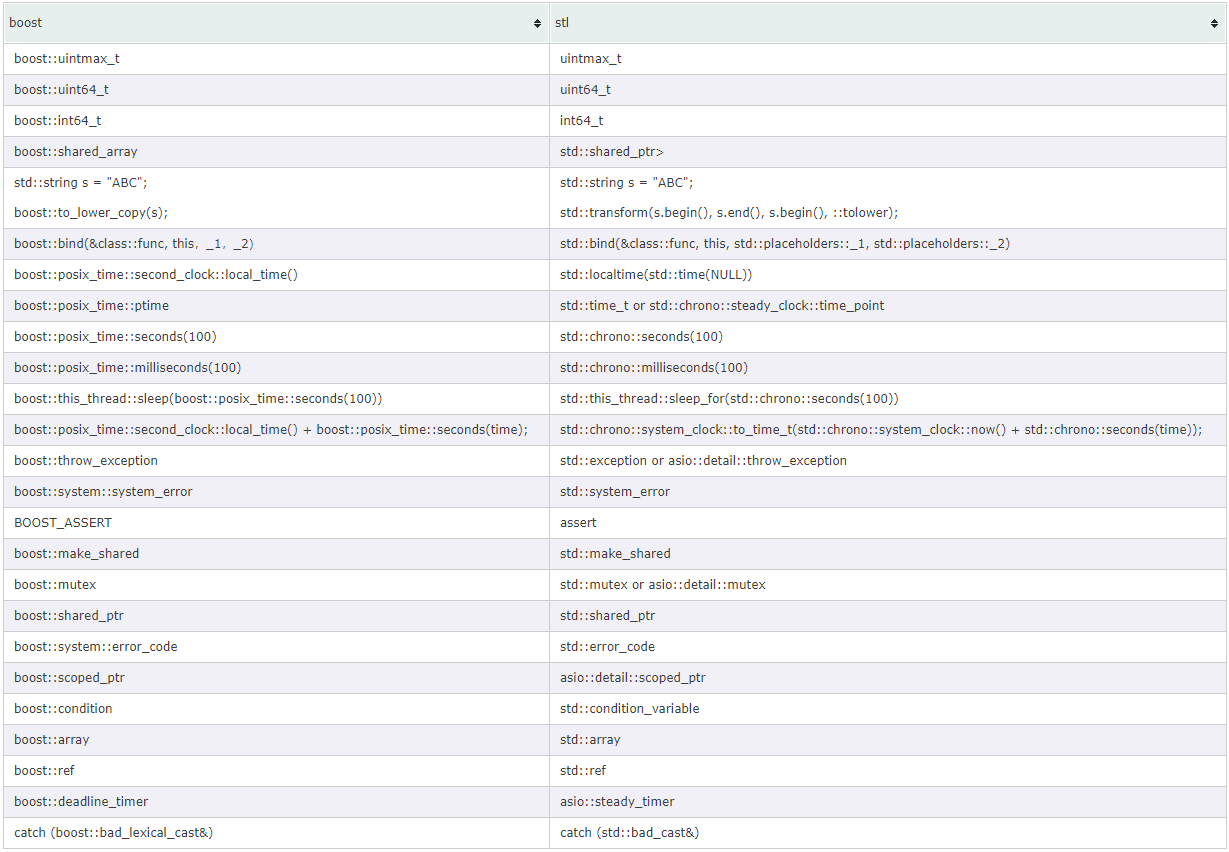 boost stl
boost::uintmax_t uintmax_t
boost::uint64_t uint64_t
boost::int64_t int64_t
boost::shared_array std::shared_ptr>
std::string s = "ABC"; std::string s = "ABC";
boost::to_lower_copy(s); std::transform(s.begin(), s.end(), s.begin(), ::tolower);
boost::bind(&class::func, this, _1, _2) std::bind(&class::func, this, std::placeholders::_1, std::placeholders::_2)
boost::posix_time::second_clock::local_time() std::localtime(std::time(NULL))
boost::posix_time::ptime std::time_t or std::chrono::steady_clock::time_point
boost::posix_time::seconds(100) std::chrono::seconds(100)
boost::posix_time::milliseconds(100) std::chrono::milliseconds(100)
boost::this_thread::sleep(boost::posix_time::seconds(100)) std::this_thread::sleep_for(std::chrono::seconds(100))
boost::posix_time::second_clock::local_time() + boost::posix_time::seconds(time); std::chrono::system_clock::to_time_t(std::chrono::system_clock::now() + std::chrono::seconds(time));
boost::throw_exception std::exception or asio::detail::throw_exception
boost::system::system_error std::system_error
BOOST_ASSERT assert
boost::make_shared std::make_shared
boost::mutex std::mutex or asio::detail::mutex
boost::shared_ptr std::shared_ptr
boost::system::error_code std::error_code
boost::scoped_ptr asio::detail::scoped_ptr
boost::condition std::condition_variable
boost::array std::array
boost::ref std::ref
boost::deadline_timer asio::steady_timer
catch (boost::bad_lexical_cast&) catch (std::bad_cast&)